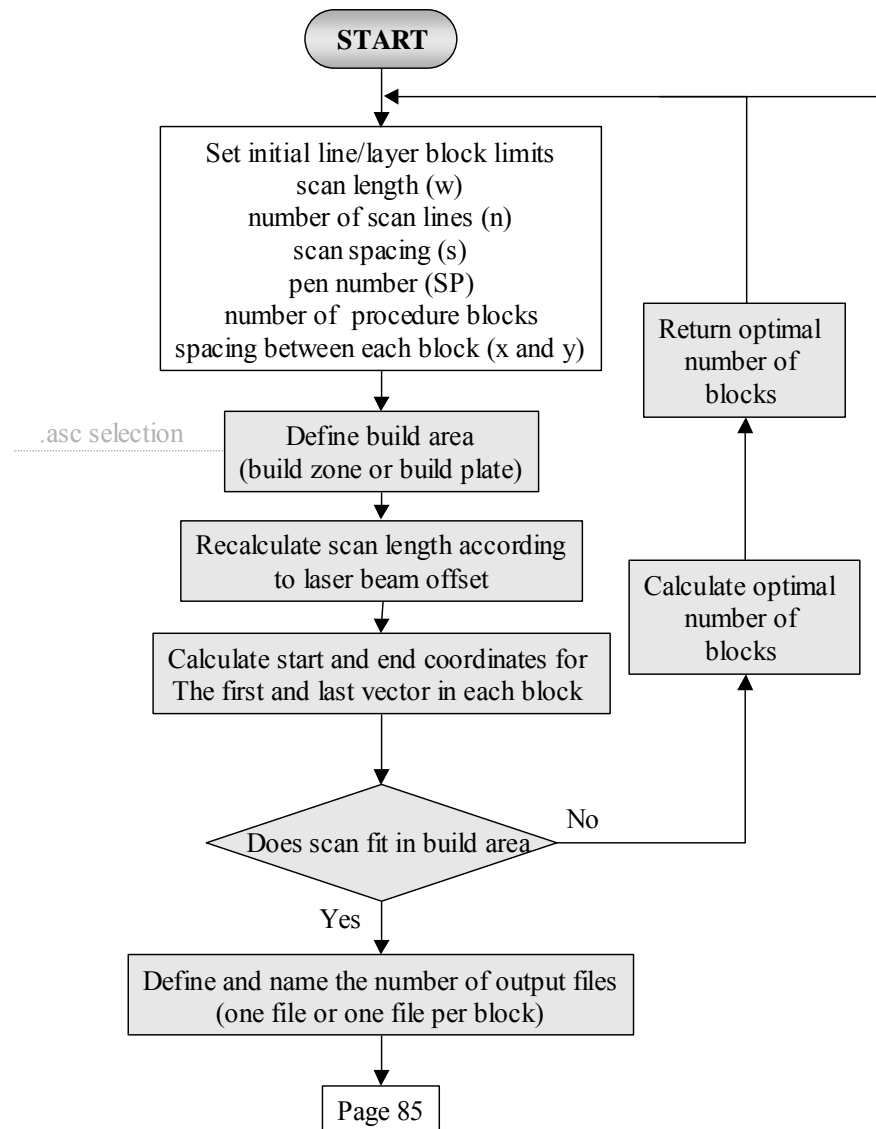 START
Set initial line/layer block limits
scan length (w)
number of scan lines (n)
scan spacing (s)
pen number (SP)
number of procedure blocks
spacing between each block (x and y)
.asc selection
Define build area
(build zone or build plate)
Recalculate scan length according
to laser beam offset
Calculate start and end coordinates for
The first and last vector in each block
Does scan fit in build area
No
Calculate optimal
number of
blocks
Return optimal
number of
blocks
Yes
Define and name the number of output files
(one file or one file per block)
Page 85